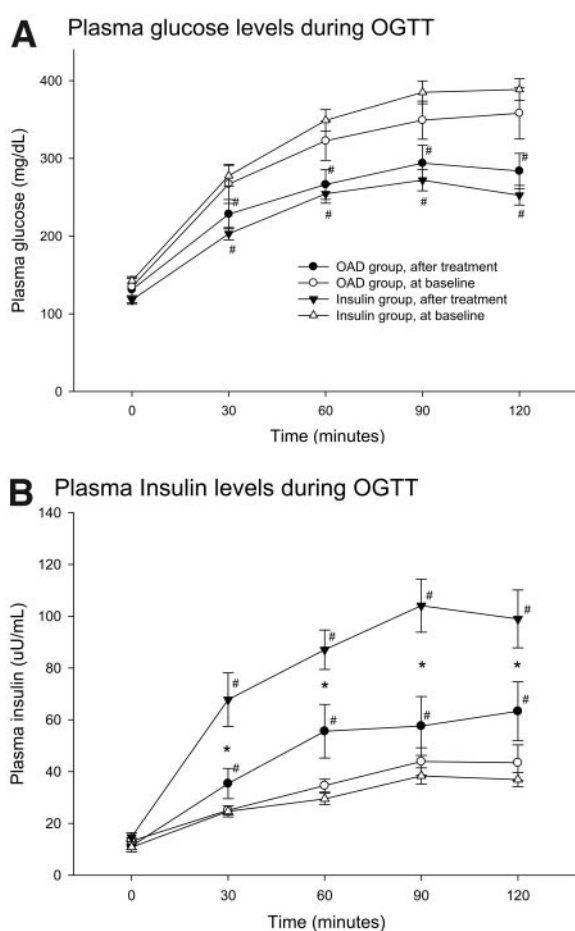 A Plasma glucose levels during OGTT
Plasma glucose (mg/dL)
400
300
200
100
0
# # # #
# # # #
OAD group, after treatment
OAD group, at baseline
Insulin group, after treatment
Insulin group, at baseline
0 30 60 90 120
Time (minutes)
B Plasma Insulin levels during OGTT
Plasma insulin (uU/mL)
140
120
100
80
60
40
20
0
# # # #
* * * *
# # # #
0 30 60 90 120
Time (minutes)